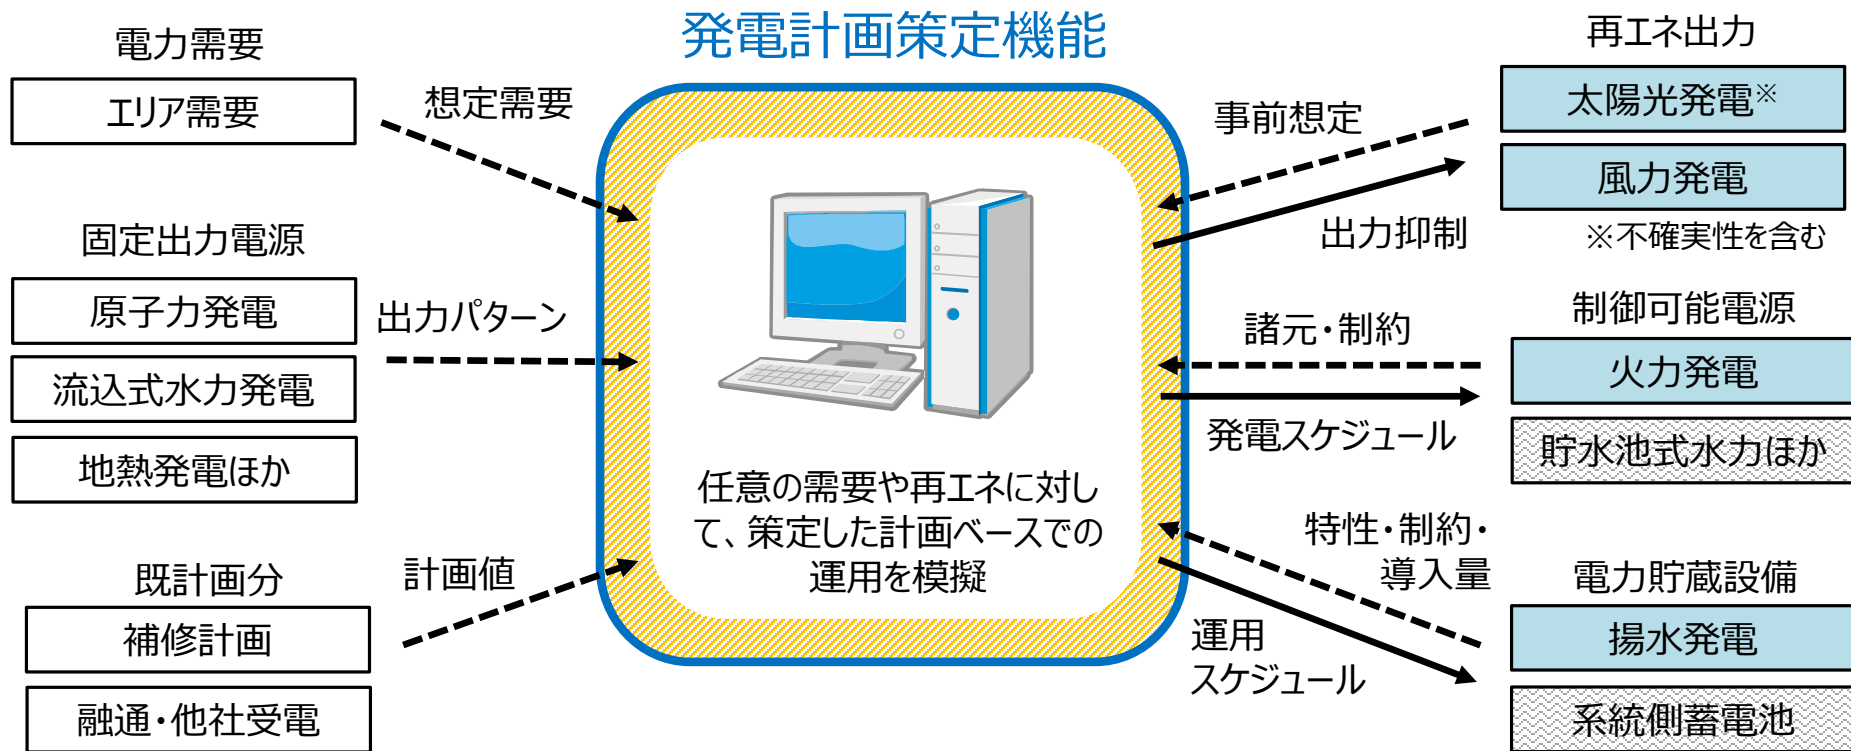 発電計画策定機能
電力需要
エリア需要
想定需要
固定出力電源
原子力発電
流込式水力発電
地熱発電ほか
出力パターン
既計画分
補修計画
融通・他社受電
計画値
任意の需要や再エネに対し
て、策定した計画ベースでの
運用を模擬
再エネ出力
太陽光発電※
風力発電
※不確実性を含む
事前想定
出力抑制
制御可能電源
火力発電
貯水池式水力ほか
諸元・制約
発電スケジュール
電力貯蔵設備
揚水発電
系統側蓄電池
特性・制約・
導入量
運用
スケジュール